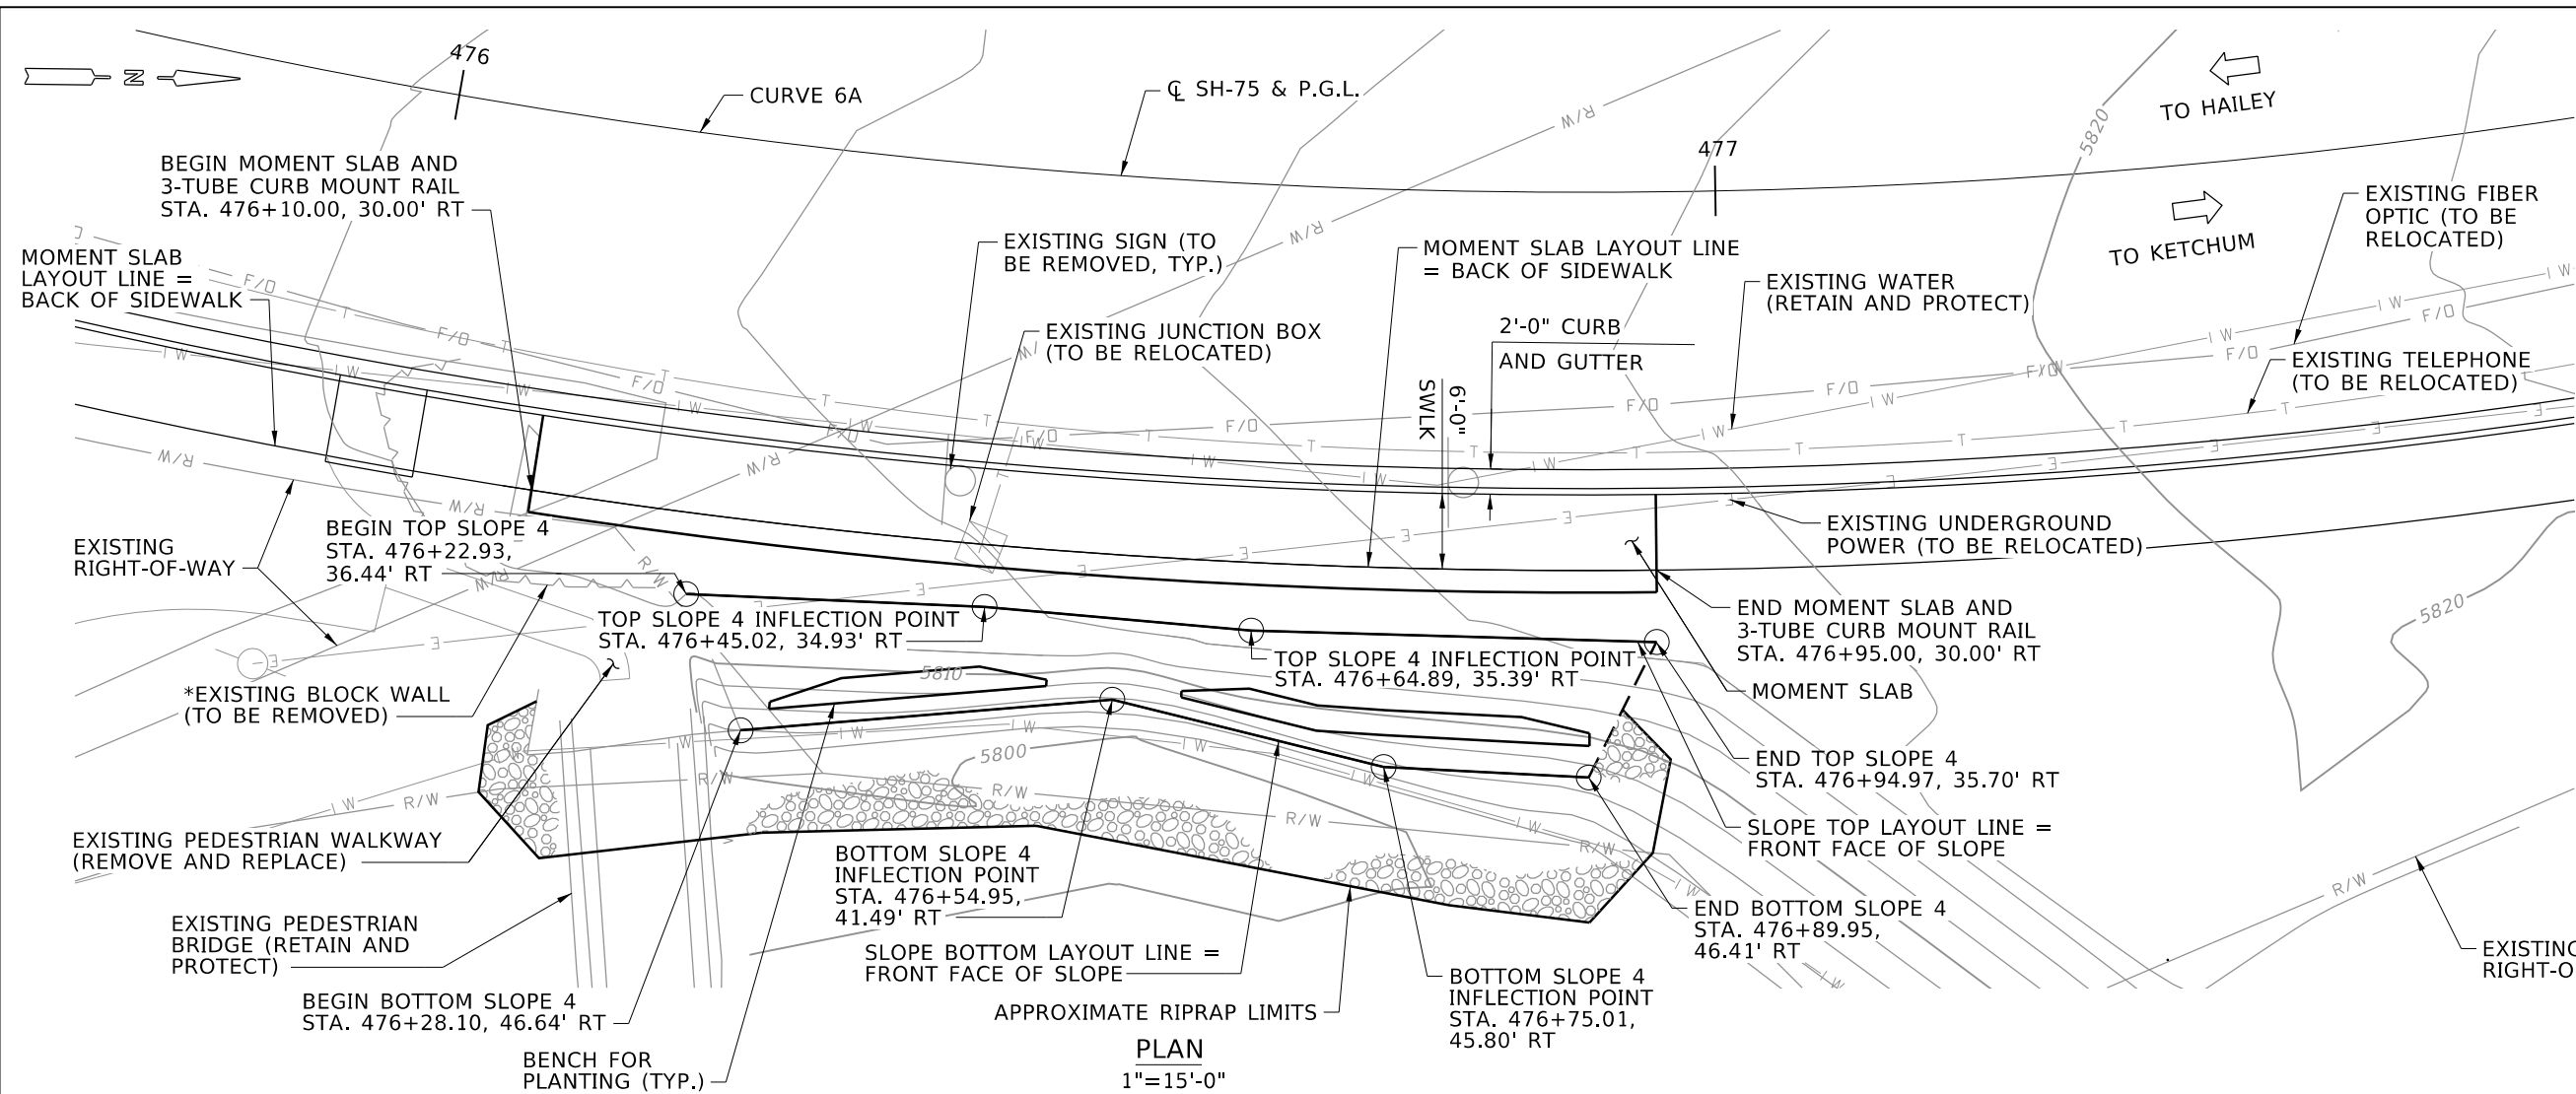 476
N
CURVE 6A
℄ SH-75 & P.G.L.
TO HAILEY
5820
477
R/W
BEGIN MOMENT SLAB AND
3-TUBE CURB MOUNT RAIL
STA. 476+10.00, 30.00' RT
EXISTING FIBER
OPTIC (TO BE
RELOCATED)
TO KETCHUM
MOMENT SLAB
LAYOUT LINE =
BACK OF SIDEWALK
EXISTING SIGN (TO
BE REMOVED, TYP.)
R/W
MOMENT SLAB LAYOUT LINE
= BACK OF SIDEWALK
EXISTING WATER
(RETAIN AND PROTECT)
EXISTING JUNCTION BOX
(TO BE RELOCATED)
2'-0" CURB
AND GUTTER
EXISTING TELEPHONE
(TO BE RELOCATED)
6'-0"
SWLK
F/O
F/O
F/O
F/O
F/O
F/O
F/O
F/O
F/O
F/O
F/O
T
T
T
T
T
T
T
T
T
T
T
T
I W
I W
I W
I W
I W
I W
I W
I W
I W
I W
I W
I W
I W
I W
E
E
E
E
E
E
E
E
E
E
E
E
R/W
R/W
R/W
R/W
R/W
EXISTING
RIGHT-OF-WAY
BEGIN TOP SLOPE 4
STA. 476+22.93,
36.44' RT
EXISTING UNDERGROUND
POWER (TO BE RELOCATED)
TOP SLOPE 4 INFLECTION POINT
STA. 476+45.02, 34.93' RT
END MOMENT SLAB AND
3-TUBE CURB MOUNT RAIL
STA. 476+95.00, 30.00' RT
5820
TOP SLOPE 4 INFLECTION POINT
STA. 476+64.89, 35.39' RT
5810
*EXISTING BLOCK WALL
(TO BE REMOVED)
MOMENT SLAB
5800
END TOP SLOPE 4
STA. 476+94.97, 35.70' RT
I W
I W
I W
I W
I W
I W
I W
I W
I W
R/W
R/W
R/W
R/W
R/W
R/W
EXISTING PEDESTRIAN WALKWAY
(REMOVE AND REPLACE)
SLOPE TOP LAYOUT LINE =
FRONT FACE OF SLOPE
BOTTOM SLOPE 4
INFLECTION POINT
STA. 476+54.95,
41.49' RT
EXISTING PEDESTRIAN
BRIDGE (RETAIN AND
PROTECT)
END BOTTOM SLOPE 4
STA. 476+89.95,
46.41' RT
SLOPE BOTTOM LAYOUT LINE =
FRONT FACE OF SLOPE
EXISTING
RIGHT-O
BEGIN BOTTOM SLOPE 4
STA. 476+28.10, 46.64' RT
APPROXIMATE RIPRAP LIMITS
BOTTOM SLOPE 4
INFLECTION POINT
STA. 476+75.01,
45.80' RT
BENCH FOR
PLANTING (TYP.)
PLAN
1"=15'-0"